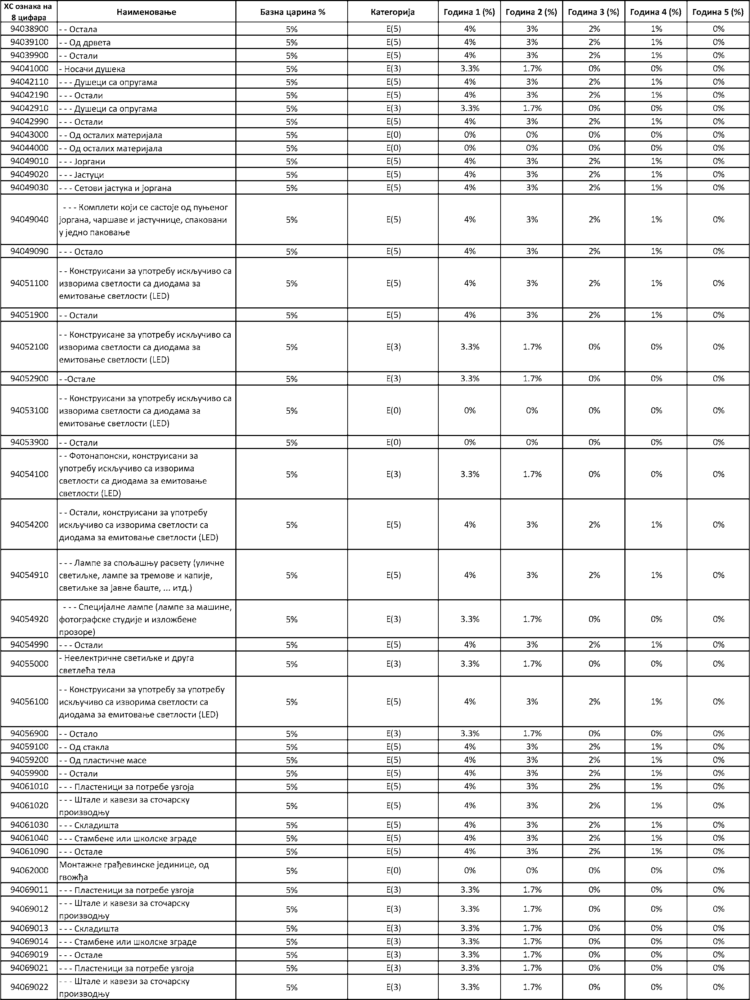 ХС ознака на 8 цифара Наименовање Базна царина % Категорија Година 1 (%) Година 2 (%) Година 3 (%) Година 4 (%) Година 5 (%)
94038900 - - Остала 5% E(5) 4% 3% 2% 1% 0%
94039100 - - Од дрвета 5% E(5) 4% 3% 2% 1% 0%
94039900 - - Остали 5% E(5) 4% 3% 2% 1% 0%
94041000 - Носачи душека 5% E(3) 3.3% 1.7% 0% 0% 0%
94042110 - - - Душеци са опругама 5% E(5) 4% 3% 2% 1% 0%
94042190 - - - Остали 5% E(5) 4% 3% 2% 1% 0%
94042910 - - - Душеци са опругама 5% E(3) 3.3% 1.7% 0% 0% 0%
94042990 - - - Остали 5% E(5) 4% 3% 2% 1% 0%
94043000 - - Од осталих материјала 5% E(0) 0% 0% 0% 0% 0%
94044000 - - Од осталих материјала 5% E(0) 0% 0% 0% 0% 0%
94049010 - - - Јоргани 5% E(5) 4% 3% 2% 1% 0%
94049020 - - - Јастуци 5% E(5) 4% 3% 2% 1% 0%
94049030 - - - Сетови јастука и јоргана 5% E(5) 4% 3% 2% 1% 0%
- - - Комплети који се састоје од пуњеног
94049040 јоргана, чаршаве и јастучнице, спаковани 5% E(5) 4% 3% 2% 1% 0%
у једно паковање
94049090 - - - Остало 5% E(5) 4% 3% 2% 1% 0%
- - Конструисани за употребу искључиво са
94051100 изворима светлости са диодама за 5% E(5) 4% 3% 2% 1% 0%
емитовање светлости (LED)
94051900 - - Остали 5% E(5) 4% 3% 2% 1% 0%
- - Конструисане за употребу искључиво са
94052100 изворима светлости са диодама за 5% E(3) 3.3% 1.7% 0% 0% 0%
емитовање светлости (LED)
94052900 - -Остале 5% E(3) 3.3% 1.7% 0% 0% 0%
- - Конструисани за употребу искључиво са
94053100 изворима светлости са диодама за 5% E(0) 0% 0% 0% 0% 0%
емитовање светлости (LED)
94053900 - - Остали 5% E(0) 0% 0% 0% 0% 0%
- - Фотонапонски, конструисани за
употребу искључиво са изворима
94054100 светлости са диодама за емитовање 5% E(3) 3.3% 1.7% 0% 0% 0%
светлости (LED)
- - Остали, конструисани за употребу
94054200 искључиво са изворима светлости са 5% E(5) 4% 3% 2% 1% 0%
диодама за емитовање светлости (LED)
- - - Лампе за спољашњу расвету (уличне
94054910 светиљке, лампе за тремове и капије, 5% E(5) 4% 3% 2% 1% 0%
светиљке за јавне баште, ... итд.)
- - - Специјалне лампе (лампе за машине,
94054920 фотографске студије и изложбене 5% E(3) 3.3% 1.7% 0% 0% 0%
прозоре)
94054990 - - - Остали 5% E(5) 4% 3% 2% 1% 0%
94055000 - Неелектричне светиљке и друга 5% E(3) 3.3% 1.7% 0% 0% 0%
светлећа тела
- - Конструисани за употребу за употребу
94056100 искључиво са изворима светлости са 5% E(5) 4% 3% 2% 1% 0%
диодама за емитовање светлости (LED)
94056900 - - Остало 5% E(3) 3.3% 1.7% 0% 0% 0%
94059100 - - Од стакла 5% E(5) 4% 3% 2% 1% 0%
94059200 - - Од пластичне масе 5% E(5) 4% 3% 2% 1% 0%
94059900 - - Остали 5% E(5) 4% 3% 2% 1% 0%
94061010 - - - Пластеници за потребе узгоја 5% E(5) 4% 3% 2% 1% 0%
94061020 - - - Штале и кавези за сточарску 5% E(5) 4% 3% 2% 1% 0%
производњу
94061030 - - - Складишта 5% E(5) 4% 3% 2% 1% 0%
94061040 - - - Стамбене или школске зграде 5% E(5) 4% 3% 2% 1% 0%
94061090 - - - Остале 5% E(5) 4% 3% 2% 1% 0%
94062000 Монтажне грађевинске јединице, од 5% E(0) 0% 0% 0% 0% 0%
гвожђа
94069011 - - - Пластеници за потребе узгоја 5% E(3) 3.3% 1.7% 0% 0% 0%
94069012 - - - Штале и кавези за сточарску 5% E(3) 3.3% 1.7% 0% 0% 0%
производњу
94069013 - - - Складишта 5% E(3) 3.3% 1.7% 0% 0% 0%
94069014 - - - Стамбене или школске зграде 5% E(3) 3.3% 1.7% 0% 0% 0%
94069019 - - - Остале 5% E(3) 3.3% 1.7% 0% 0% 0%
94069021 - - - Пластеници за потребе узгоја 5% E(3) 3.3% 1.7% 0% 0% 0%
94069022 - - - Штале и кавези за сточарску 5% E(3) 3.3% 1.7% 0% 0% 0%
производњу